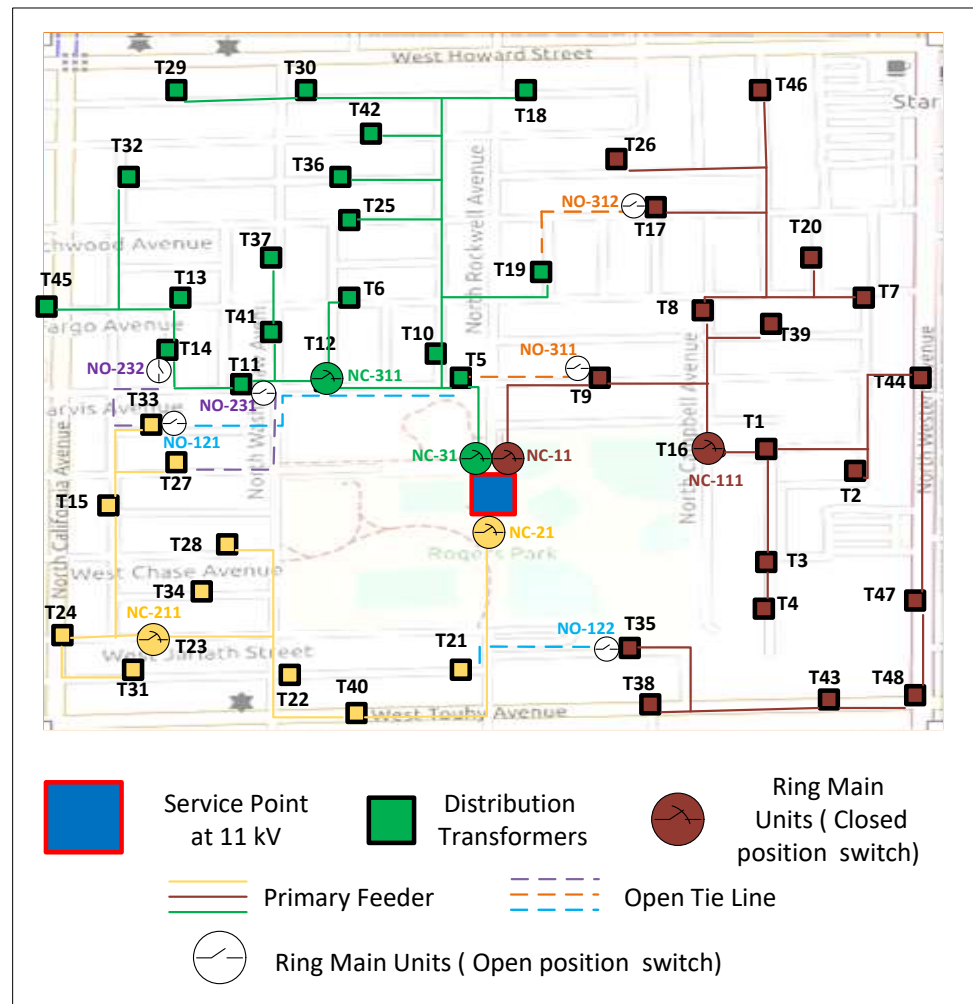 West Howard Street
T29
T30
T18
T46
Star
T42
T32
T26
T36
North Rockwell Avenue
T25
NO-312
T17
T20
chwood Avenue
T37
T19
T45
T13
T6
T8
T7
argo Avenue
T41
T39
T12
T10
T14
NO-311
T5
NO-232
T11
NC-311
T9
T44
NO-231
arvis Avenue
T33
NO-121
North Campbell Avenue
North Western Avenue
T1
NC-31
NC-11
T16
NC-111
T27
T2
North California Avenue
T15
NC-21
T28
Rogers Park
West Chase Avenue
T3
T34
T4
T47
T24
NC-211
T23
NO-122
T35
T21
West Jarlath Street
T31
T22
T40
T38
T43
T48
West Touhy Avenue
Service Point
at 11 kV
Distribution
Transformers
Ring Main
Units ( Closed
position switch)
Primary Feeder
Open Tie Line
Ring Main Units ( Open position switch)